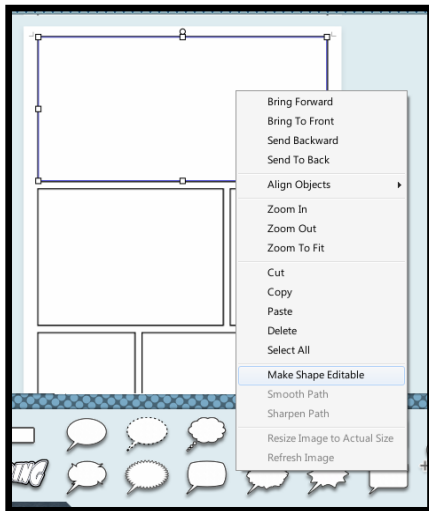 Bring Forward
Bring To Front
Send Backward
Send To Back
Align Objects
Zoom In
Zoom Out
Zoom To Fit
Cut
Copy
Paste
Delete
Select All
Make Shape Editable
Smooth Path
Sharpen Path
Resize Image to Actual Size
Refresh Image